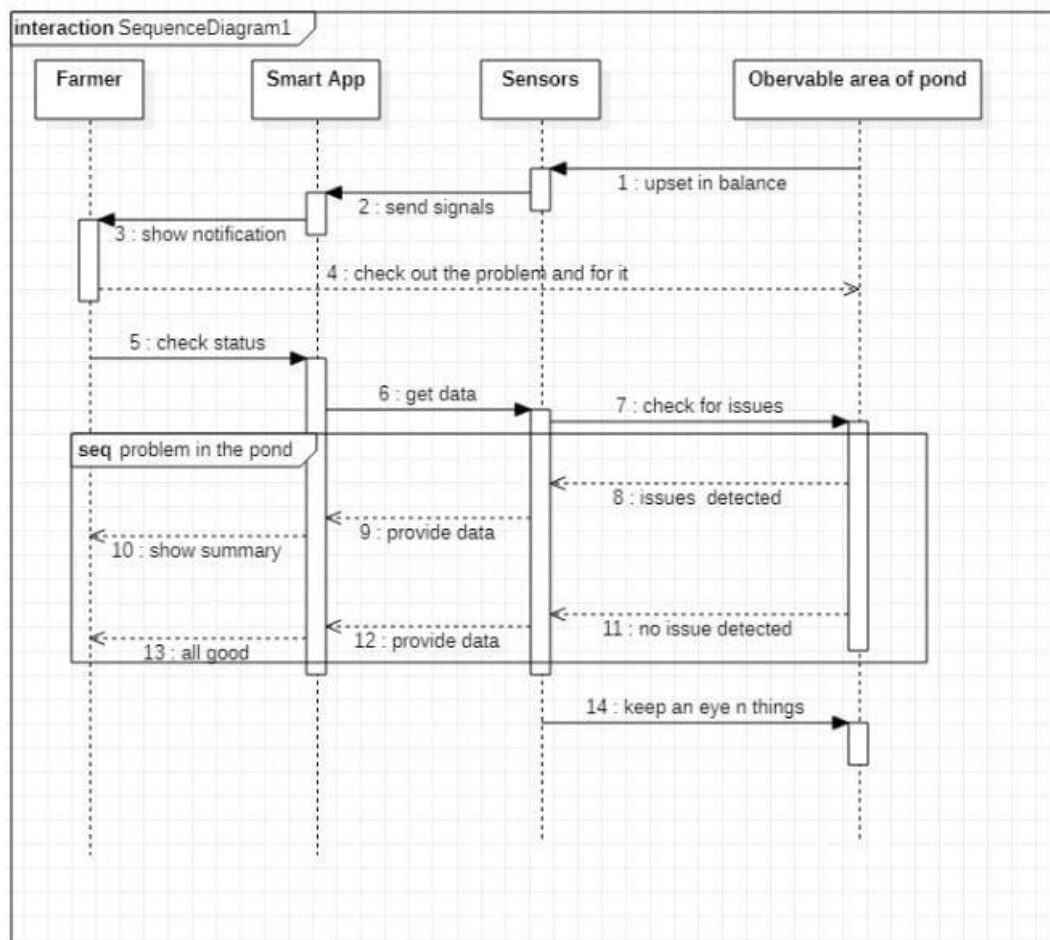 interaction SequenceDiagram1
Farmer
Smart App
Sensors
Obervable area of pond
1 : upset in balance
2 : send signals
3 : show notification
4 : check out the problem and for it
5 : check status
6 : get data
7 : check for issues
seq problem in the pond
8 : issues detected
9 : provide data
10 : show summary
11 : no issue detected
12 : provide data
13 : all good
14 : keep an eye n things